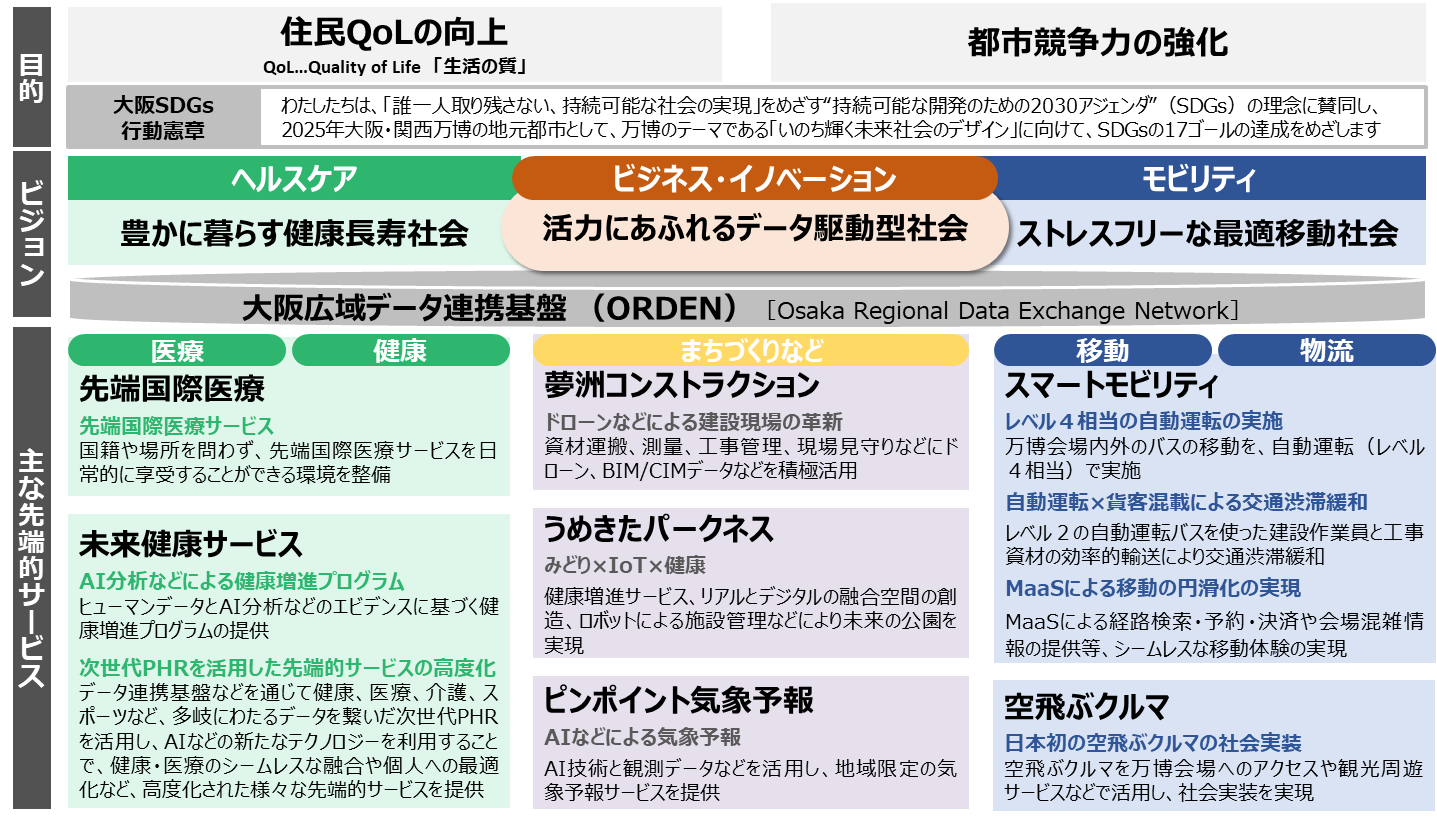 目的
住民QoLの向上
QoL…Quality of Life 「生活の質」
都市競争力の強化
大阪SDGs
行動憲章
わたしたちは、「誰一人取り残さない、持続可能な社会の実現」をめざす“持続可能な開発のための2030アジェンダ”（SDGs）の理念に賛同し、
2025年大阪・関西万博の地元都市として、万博のテーマである「いのち輝く未来社会のデザイン」に向けて、SDGsの17ゴールの達成をめざします
ビジョン
ヘルスケア
豊かに暮らす健康長寿社会
ビジネス・イノベーション
活力にあふれるデータ駆動型社会
モビリティ
ストレスフリーな最適移動社会
大阪広域データ連携基盤 （ORDEN）［Osaka Regional Data Exchange Network］
主な先端的サービス
医療
健康
先端国際医療
先端国際医療サービス
国籍や場所を問わず、先端国際医療サービスを日
常的に享受することができる環境を整備
未来健康サービス
AI分析などによる健康増進プログラム
ヒューマンデータとAI分析などのエビデンスに基づく健
康増進プログラムの提供
次世代PHRを活用した先端的サービスの高度化
データ連携基盤などを通じて健康、医療、介護、ス
ポーツなど、多岐にわたるデータを繋いだ次世代PHR
を活用し、AIなどの新たなテクノロジーを利用すること
で、健康・医療のシームレスな融合や個人への最適
化など、高度化された様々な先端的サービスを提供
まちづくりなど
夢洲コンストラクション
ドローンなどによる建設現場の革新
資材運搬、測量、工事管理、現場見守りなどにド
ローン、BIM/CIMデータなどを積極活用
うめきたパークネス
みどり×IoT×健康
健康増進サービス、リアルとデジタルの融合空間の創
造、ロボットによる施設管理などにより未来の公園を
実現
ピンポイント気象予報
AIなどによる気象予報
AI技術と観測データなどを活用し、地域限定の気
象予報サービスを提供
移動
物流
スマートモビリティ
レベル４相当の自動運転の実施
万博会場内外のバスの移動を、自動運転（レベル
４相当）で実施
自動運転×貨客混載による交通渋滞緩和
レベル２の自動運転バスを使った建設作業員と工事
資材の効率的輸送により交通渋滞緩和
MaaSによる移動の円滑化の実現
MaaSによる経路検索・予約・決済や会場混雑情
報の提供等、シームレスな移動体験の実現
空飛ぶクルマ
日本初の空飛ぶクルマの社会実装
空飛ぶクルマを万博会場へのアクセスや観光周遊
サービスなどで活用し、社会実装を実現